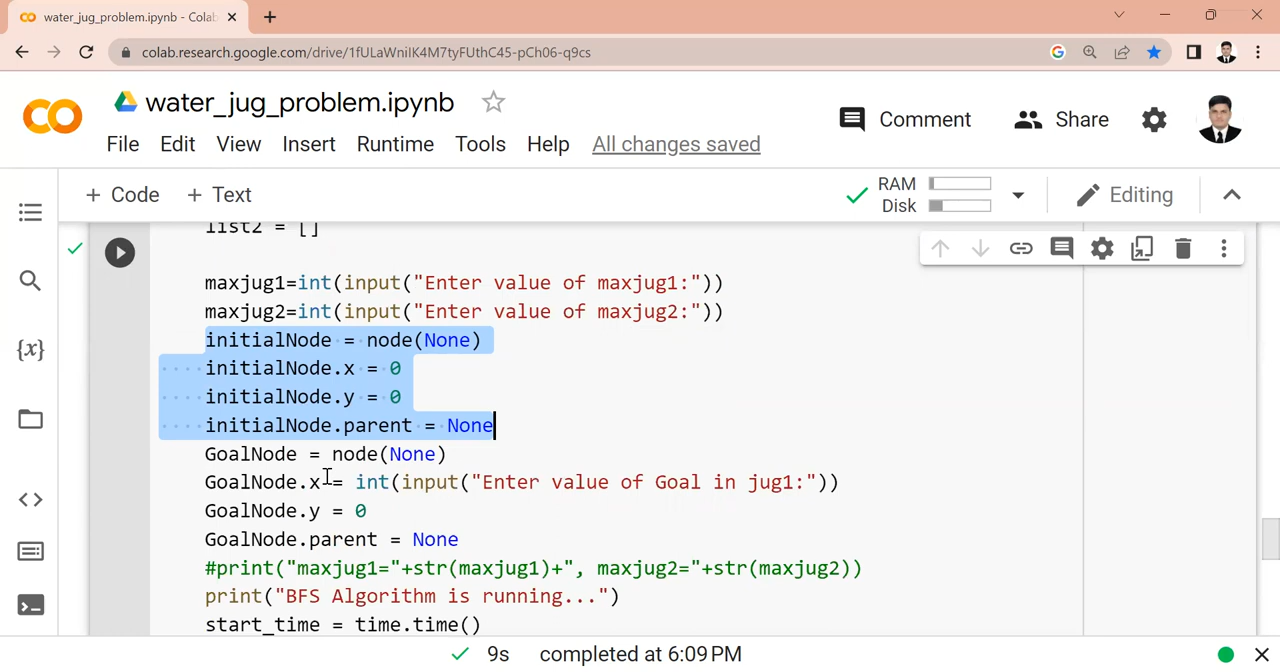 water_jug_problem.ipynb - Colab
colab.research.google.com/drive/1fULaWnilK4M7tyFUthC45-pCh06-q9cs
water_jug_problem.ipynb
Comment
Share
File Edit View Insert Runtime Tools Help All changes saved
+ Code + Text
RAM
Disk
Editing
list2 = []
maxjug1=int(input("Enter value of maxjug1:"))
maxjug2=int(input("Enter value of maxjug2:"))
initialNode = node(None)
initialNode.x = 0
initialNode.y = 0
initialNode.parent = None
GoalNode = node(None)
GoalNode.x = int(input("Enter value of Goal in jug1:"))
GoalNode.y = 0
GoalNode.parent = None
#print("maxjug1="+str(maxjug1)+", maxjug2="+str(maxjug2))
print("BFS Algorithm is running...")
start_time = time.time()
9s completed at 6:09 PM